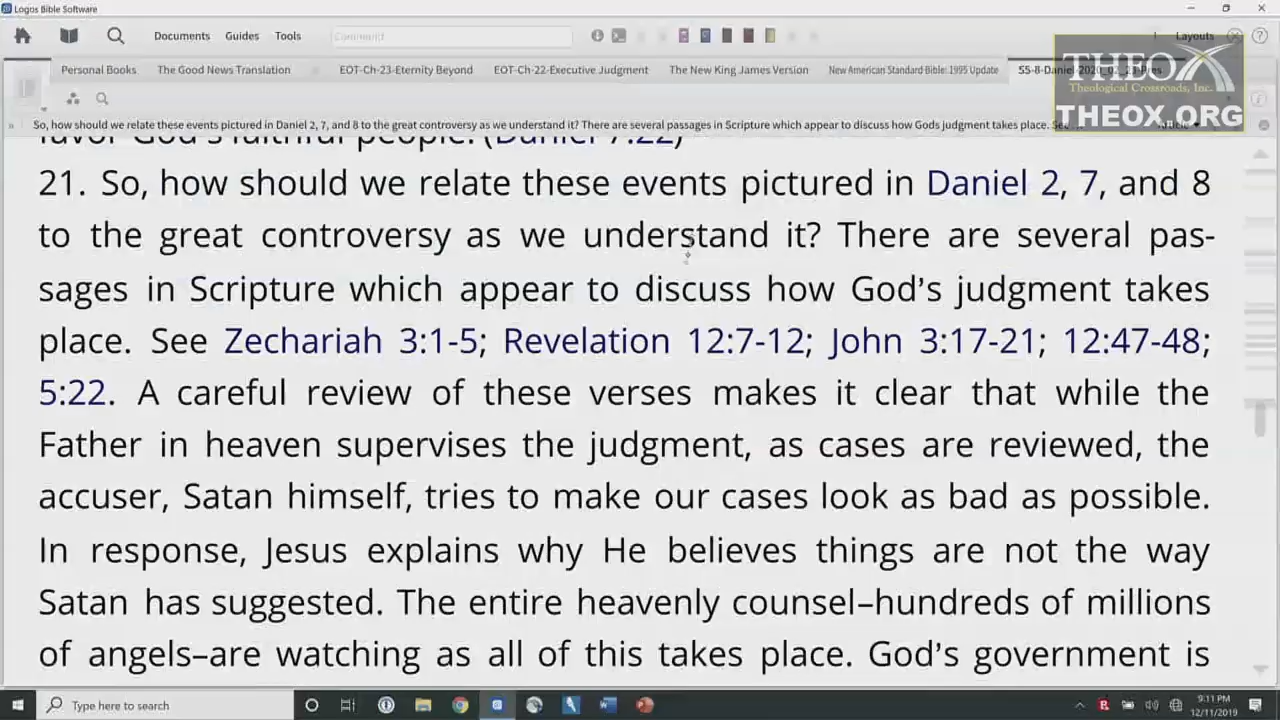 Logos Bible Software
Documents Guides Tools Command Layouts
Personal Books The Good News Translation EOT-Ch-22-Executive Judgment The New King James Version New American Standard Bible: 1995 Update
THEOX
Theological Crossroads, Inc.
THEOX.ORG
So, how should we relate these events pictured in Daniel 2, 7, and 8 to the great controversy as we understand it? There are several passages in Scripture which appear to discuss how Gods judgment takes place. See
favor God's faithful people. (Daniel 7:22)
21. So, how should we relate these events pictured in Daniel 2, 7, and 8
to the great controversy as we understand it? There are several pas-
sages in Scripture which appear to discuss how God's judgment takes
place. See Zechariah 3:1-5; Revelation 12:7-12; John 3:17-21; 12:47-48;
5:22. A careful review of these verses makes it clear that while the
Father in heaven supervises the judgment, as cases are reviewed, the
accuser, Satan himself, tries to make our cases look as bad as possible.
In response, Jesus explains why He believes things are not the way
Satan has suggested. The entire heavenly counsel–hundreds of millions
of angels–are watching as all of this takes place. God's government is
Type here to search
9:11 PM
12/11/2019